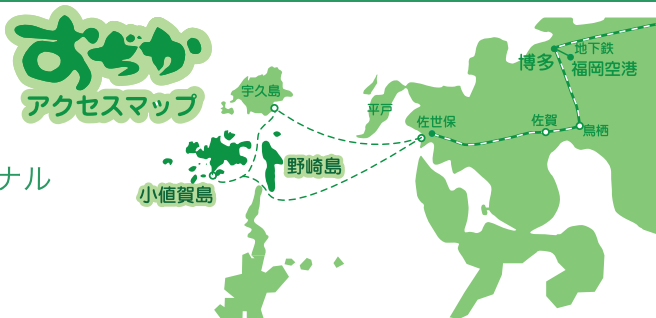 おぢか
アクセスマップ
ナル
宇久島
平戸
佐世保
佐賀
鳥栖
博多
地下鉄
福岡空港
野崎島
小値賀島